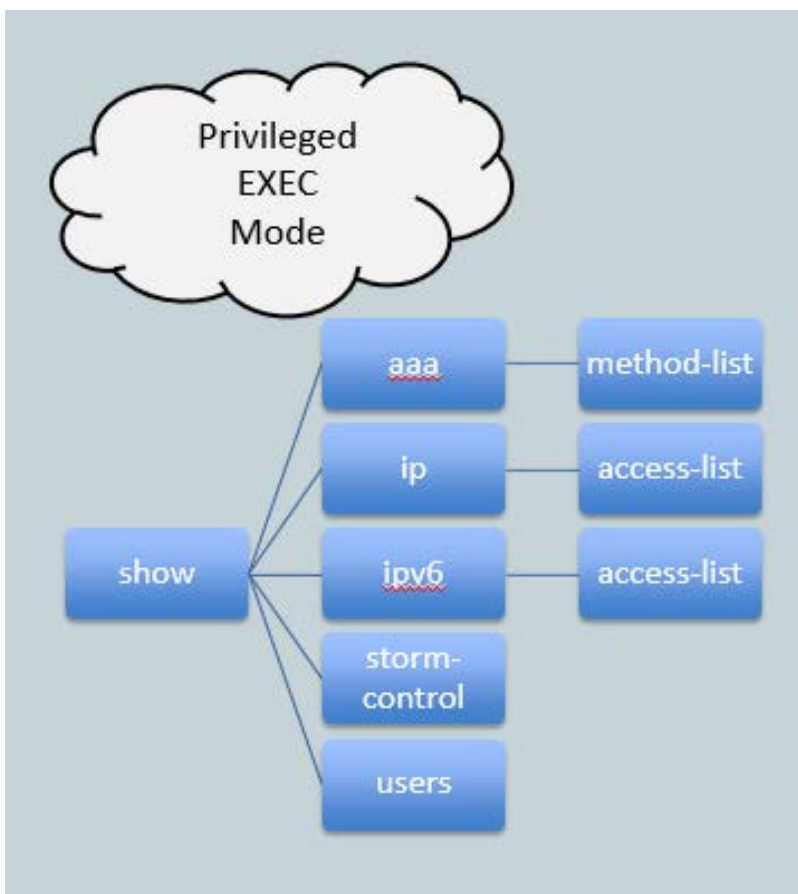 Privileged
EXEC
Mode
aaa
method-list
ip
access-list
show
ipv6
access-list
storm-
control
users